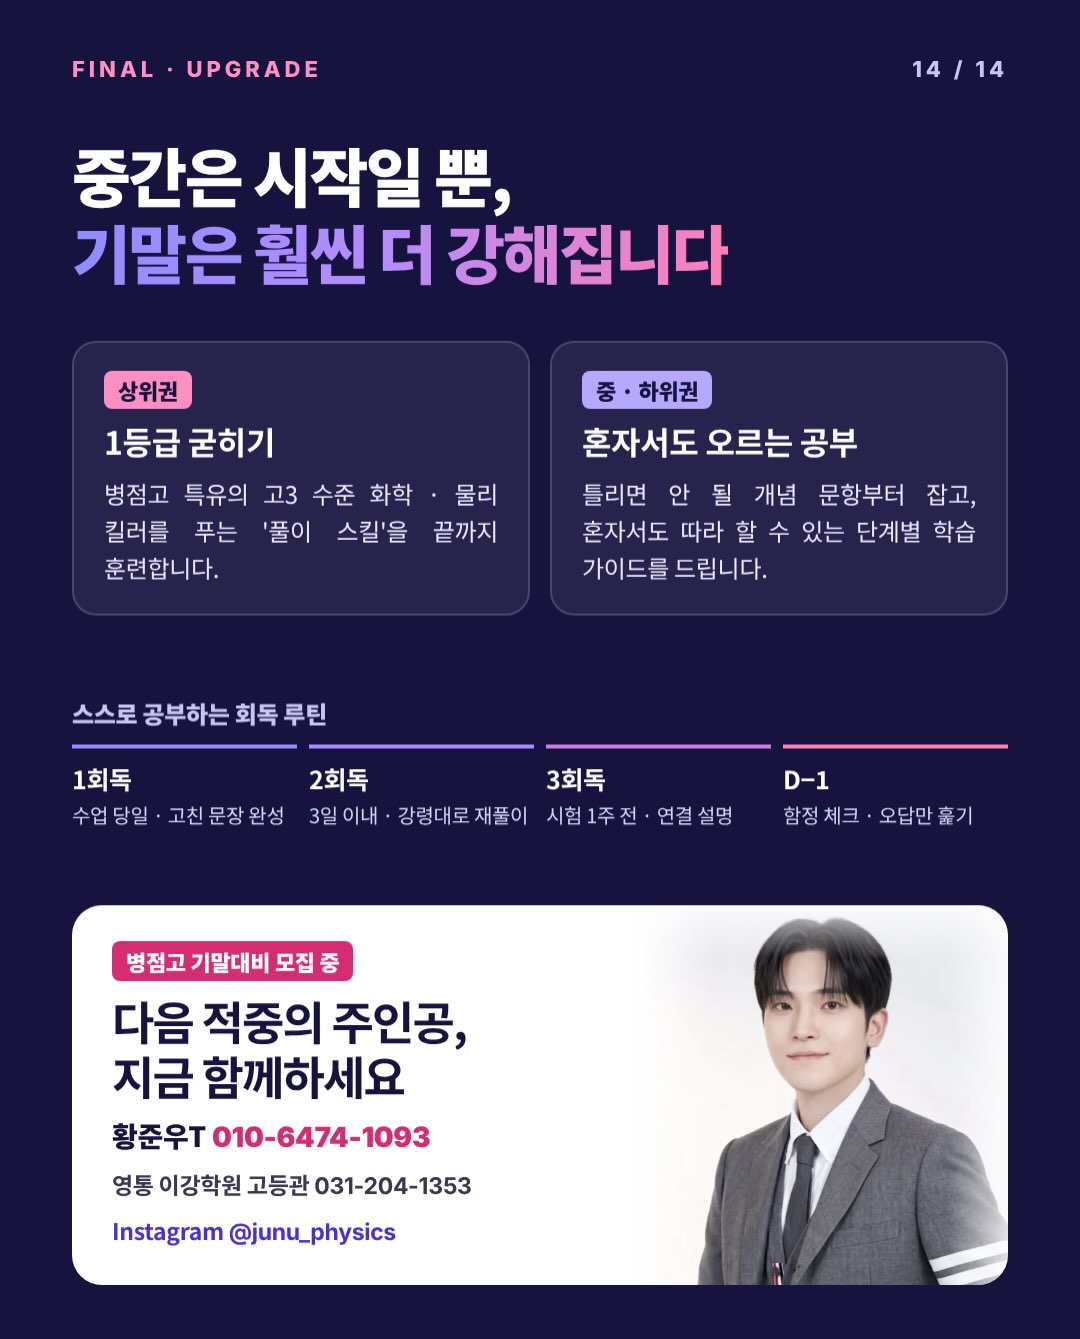 FINAL · UPGRADE
14 / 14
중간은 시작일 뿐,
기말은 훨씬 더 강해집니다
상위권
1등급 굳히기
병점고 특유의 고3 수준 화학 · 물리
킬러를 푸는 '풀이 스킬'을 끝까지
훈련합니다.
중 · 하위권
혼자서도 오르는 공부
틀리면 안 될 개념 문항부터 잡고,
혼자서도 따라 할 수 있는 단계별 학습
가이드를 드립니다.
스스로 공부하는 회독 루틴
1회독
수업 당일 · 고친 문장 완성
2회독
3일 이내 · 강령대로 재풀이
3회독
시험 1주 전 · 연결 설명
D−1
함정 체크 · 오답만 훑기
병점고 기말대비 모집 중
다음 적중의 주인공,
지금 함께하세요
황준우T 010-6474-1093
영통 이강학원 고등관 031-204-1353
Instagram @junu_physics